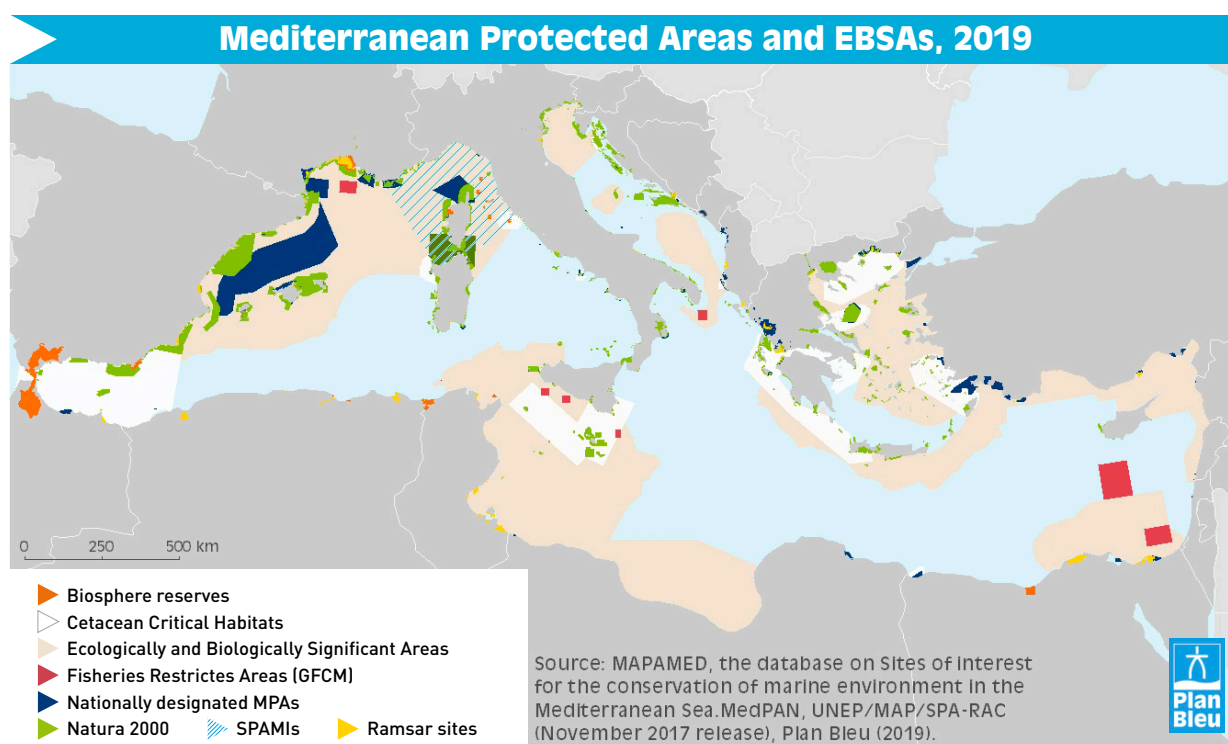 Mediterranean Protected Areas and EBSAs, 2019
0 250 500 km
Biosphere reserves
Cetacean Critical Habitats
Ecologically and Biologically Significant Areas
Fisheries Restrictes Areas (GFCM)
Nationally designated MPAs
Natura 2000 SPAMIs Ramsar sites
Source: MAPAMED, the database on Sites of interest
for the conservation of marine environment in the
Mediterranean Sea.MedPAN, UNEP/MAP/SPA-RAC
(November 2017 release), Plan Bleu (2019).
Plan
Bleu